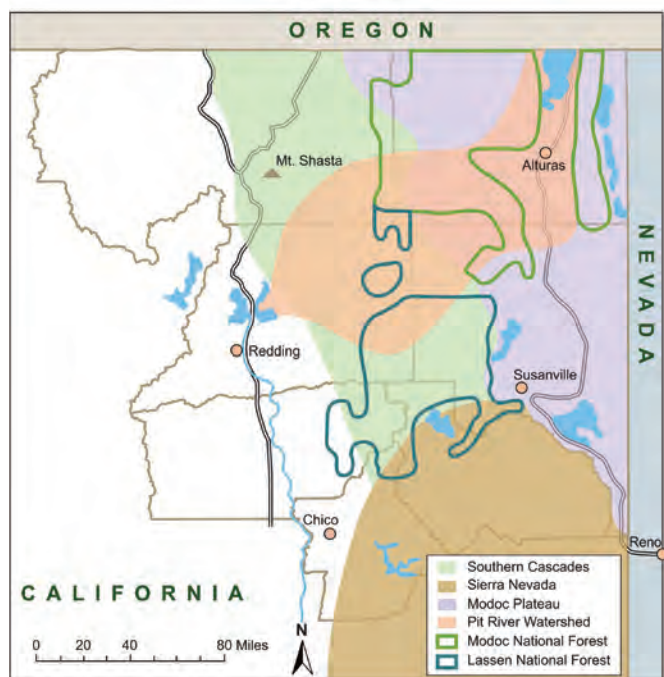 OREGON
Mt. Shasta
Alturas
NEVADA
Redding
Susanville
Chico
Reno
CALIFORNIA
Southern Cascades
Sierra Nevada
Modoc Plateau
Pit River Watershed
Modoc National Forest
Lassen National Forest
N
0 20 40 80 Miles